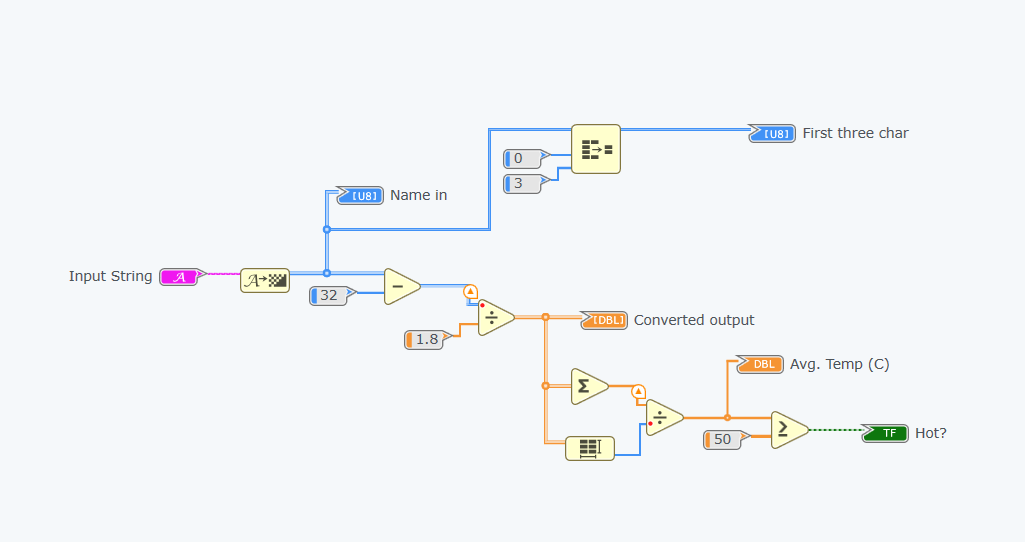 [U8] First three char
0
3
[U8] Name in
Input String A A→
32
−
÷
1.8
[DBL] Converted output
DBL Avg. Temp (C)
Σ
÷
50
≥
TF Hot?